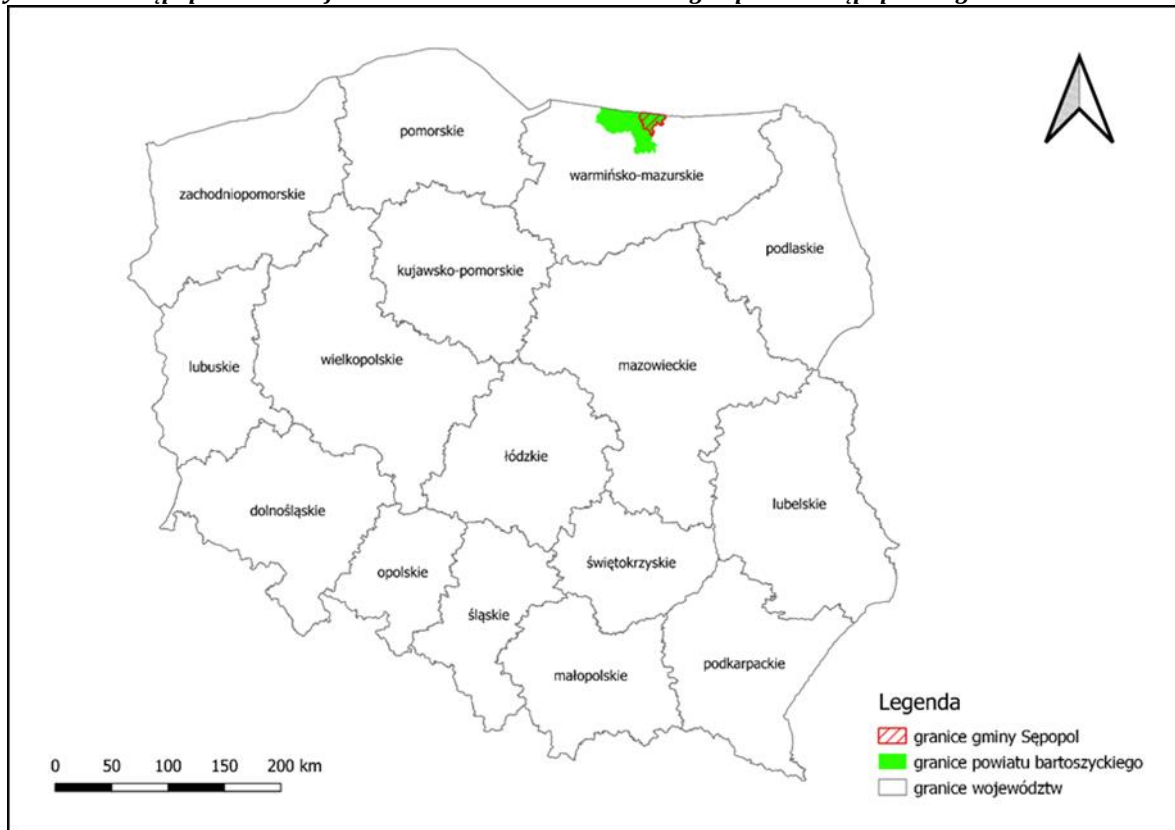 pomorskie
warmińsko-mazurskie
zachodniopomorskie
podlaskie
kujawsko-pomorskie
wielkopolskie
mazowieckie
lubuskie
łódzkie
lubelskie
dolnośląskie
świętokrzyskie
opolskie
śląskie
podkarpackie
małopolskie
Legenda
granice gminy Sępopol
granice powiatu bartoszyckiego
granice województw
0 50 100 150 200 km